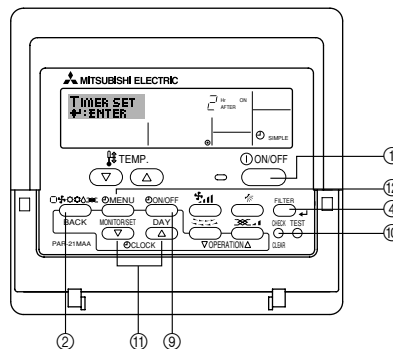 MITSUBISHI ELECTRIC
TIMER SET
↵:ENTER
2 Hr ON
AFTER
SIMPLE
TEMP.
ON/OFF
▽ △
①
MENU ON/OFF FILTER
⑫
④
BACK MONITOR/SET DAY CHECK TEST
PAR-21MAA ▽ △ ▽OPERATION△ CLEAR
CLOCK
⑩
② ⑪ ⑨